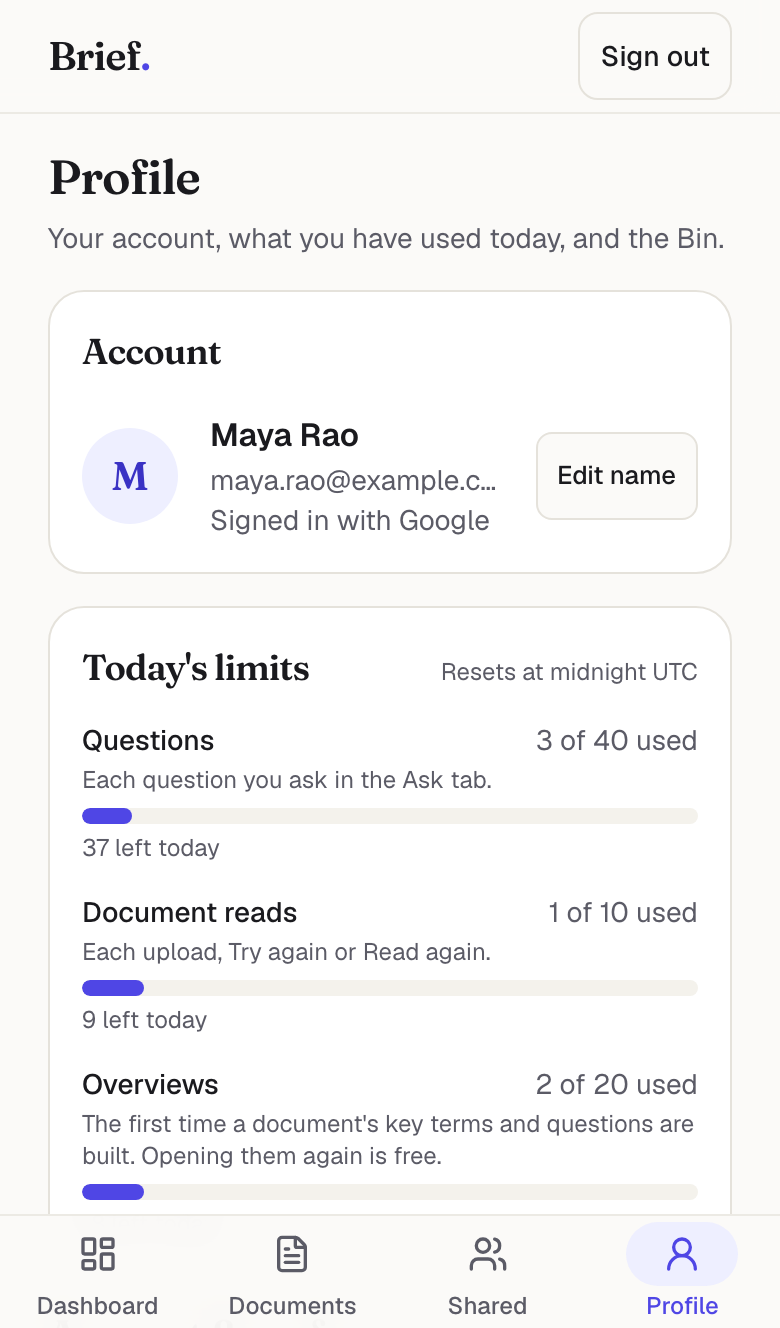 Brief.
Sign out
Profile
Your account, what you have used today, and the Bin.
Account
M
Maya Rao
maya.rao@example.c...
Signed in with Google
Edit name
Today's limits
Resets at midnight UTC
Questions
3 of 40 used
Each question you ask in the Ask tab.
37 left today
Document reads
1 of 10 used
Each upload, Try again or Read again.
9 left today
Overviews
2 of 20 used
The first time a document's key terms and questions are
built. Opening them again is free.
Dashboard
Documents
Shared
Profile